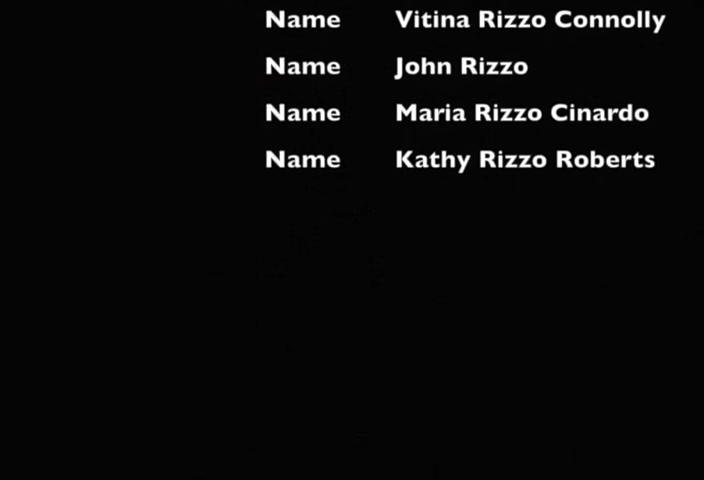 Name Vitina Rizzo Connolly
Name John Rizzo
Name Maria Rizzo Cinardo
Name Kathy Rizzo Roberts